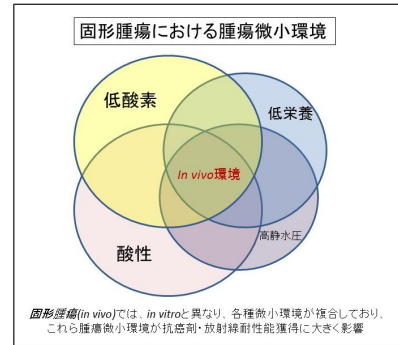 固形腫瘍における腫瘍微小環境
低酸素
低栄養
In vivo環境
酸性
高静水圧
固形腫瘍(in vivo)では、in vitroと異なり、各種微小環境が複合しており、
これら腫瘍微小環境が抗癌剤・放射線耐性能獲得に大きく影響